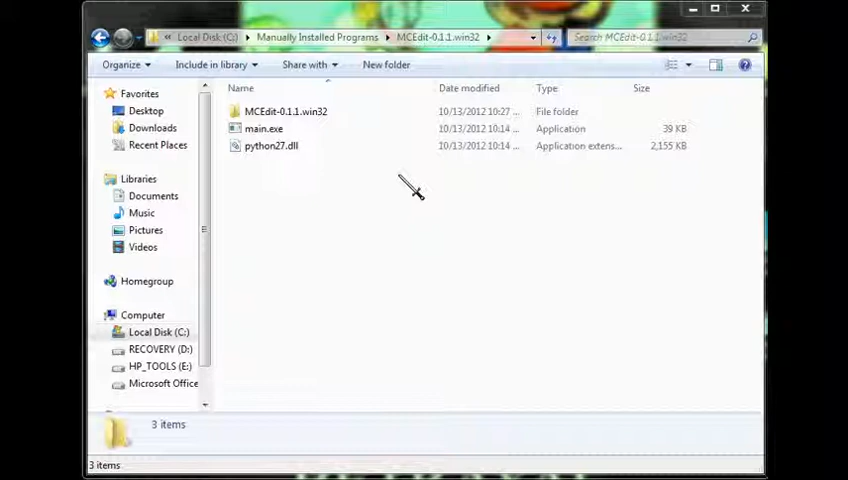 « Local Disk (C:) ▸ Manually Installed Programs ▸ MCEdit-0.1.1.win32 ▸
Search MCEdit-0.1.1.win32
Organize Include in library Share with New folder
Favorites
Desktop
Downloads
Recent Places
Libraries
Documents
Music
Pictures
Videos
Homegroup
Computer
Local Disk (C:)
RECOVERY (D:)
HP_TOOLS (E:)
Microsoft Office
Name Date modified Type Size
MCEdit-0.1.1.win32 10/13/2012 10:27 ... File folder
main.exe 10/13/2012 10:14 ... Application 39 KB
python27.dll 10/13/2012 10:14 ... Application extens... 2,155 KB
3 items
3 items